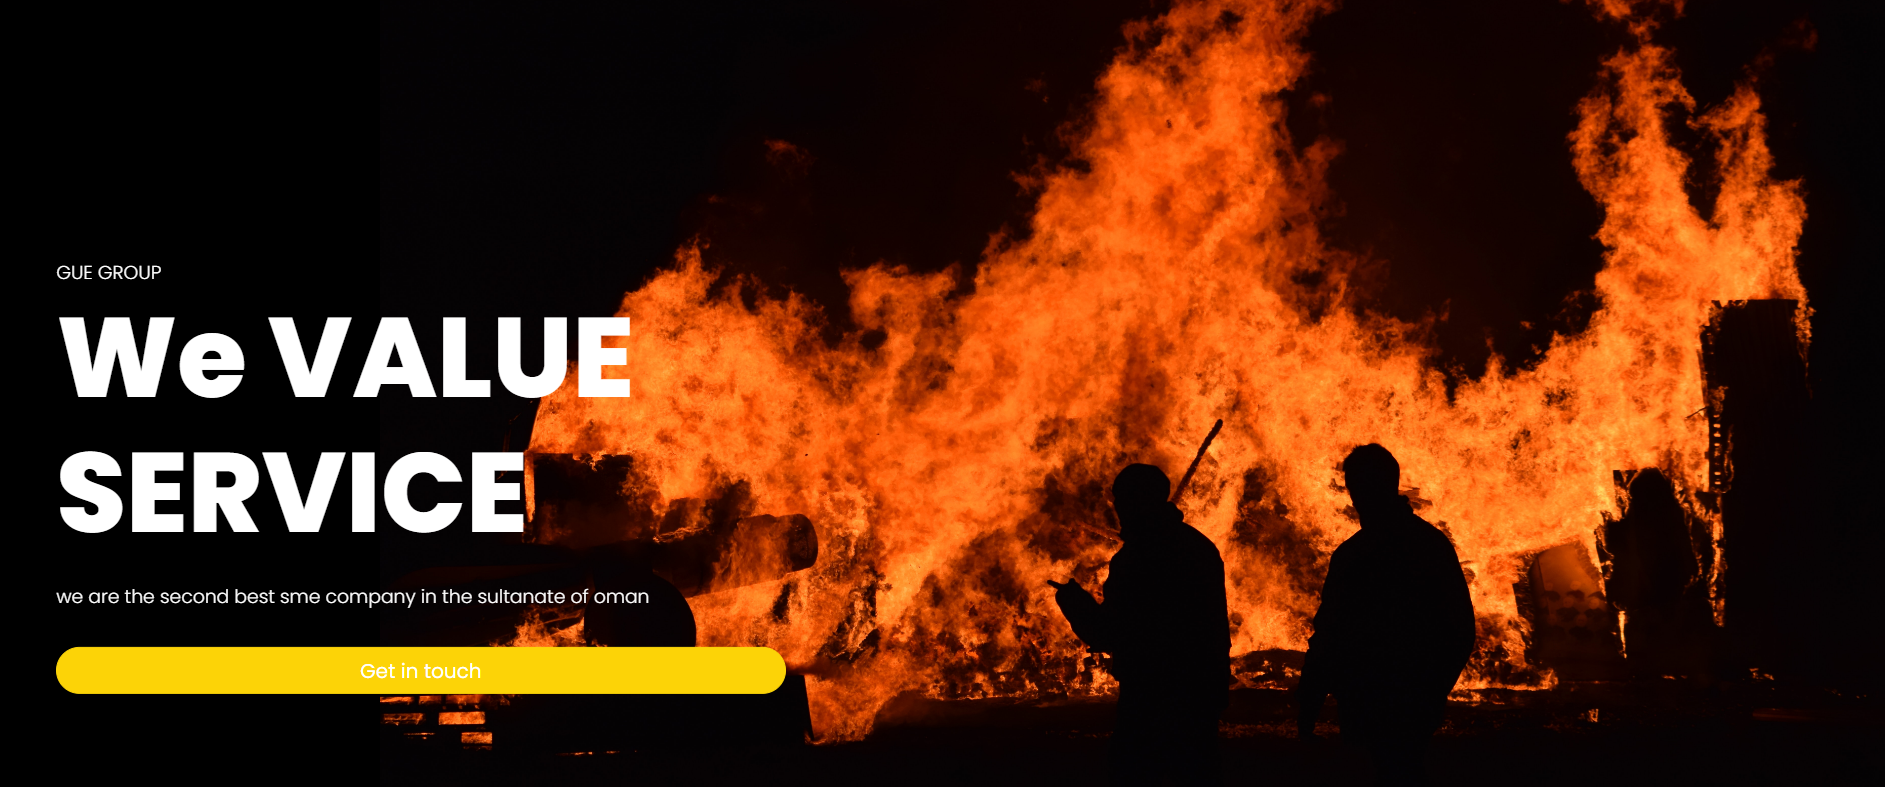 GUE GROUP
We VALUE
SERVICE
we are the second best sme company in the sultanate of oman
Get in touch